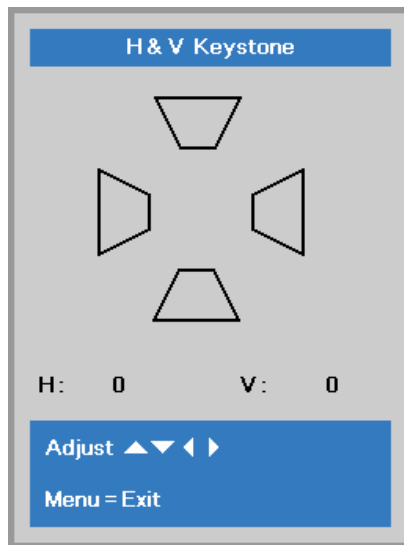 H & V Keystone
H: 0 V: 0
Adjust ▲▼◀▶
Menu = Exit